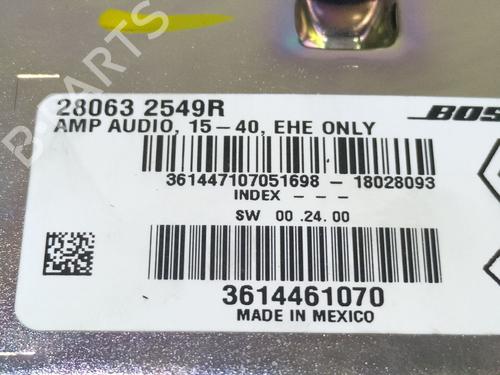 28063 2549R
BOS
AMP AUDIO, 15-40, EHE ONLY
361447107051698 - 18028093
INDEX - - -
SW 00 .24. 00
3614461070
MADE IN MEXICO